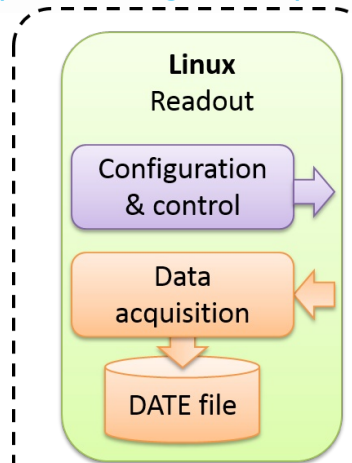 Linux
Readout
Configuration
& control
Data
acquisition
DATE file